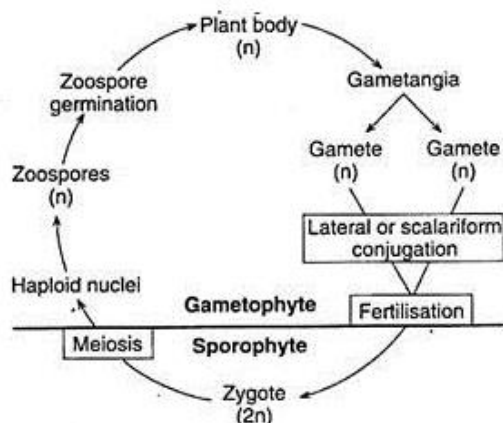 Plant body
(n)
Gametangia
Gamete
(n)
Gamete
(n)
Lateral or scalariform
conjugation
Fertilisation
Gametophyte
Sporophyte
Zygote
(2n)
Meiosis
Haploid nuclei
Zoospores
(n)
Zoospore
germination